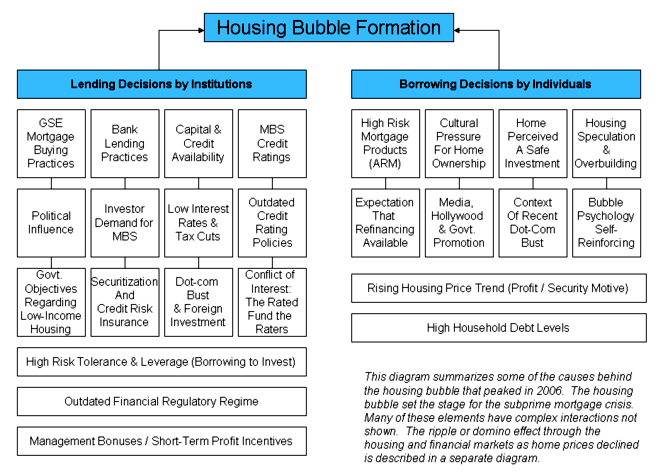 Housing Bubble Formation
Lending Decisions by Institutions
GSE
Mortgage
Buying
Practices
Bank
Lending
Practices
Capital &
Credit
Availability
MBS
Credit
Ratings
Political
Influence
Investor
Demand for
MBS
Low Interest
Rates &
Tax Cuts
Outdated
Credit
Rating
Policies
Govt.
Objectives
Regarding
Low-Income
Housing
Securitization
And
Credit Risk
Insurance
Dot-com
Bust
& Foreign
Investment
Conflict of
Interest:
The Rated
Fund the
Raters
High Risk Tolerance & Leverage (Borrowing to Invest)
Outdated Financial Regulatory Regime
Management Bonuses / Short-Term Profit Incentives
Borrowing Decisions by Individuals
High Risk
Mortgage
Products
(ARM)
Cultural
Pressure
For Home
Ownership
Home
Perceived
A Safe
Investment
Housing
Speculation
&
Overbuilding
Expectation
That
Refinancing
Available
Media,
Hollywood
& Govt.
Promotion
Context
Of Recent
Dot-Com
Bust
Bubble
Psychology
Self-
Reinforcing
Rising Housing Price Trend (Profit / Security Motive)
High Household Debt Levels
This diagram summarizes some of the causes behind
the housing bubble that peaked in 2006.  The housing
bubble set the stage for the subprime mortgage crisis.
Many of these elements have complex interactions not
shown.  The ripple or domino effect through the
housing and financial markets as home prices declined
is described in a separate diagram.